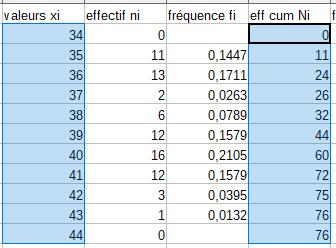 valeurs xi effectif ni fréquence fi eff cum Ni f
34 0 0
35 11 0,1447 11
36 13 0,1711 24
37 2 0,0263 26
38 6 0,0789 32
39 12 0,1579 44
40 16 0,2105 60
41 12 0,1579 72
42 3 0,0395 75
43 1 0,0132 76
44 0 76